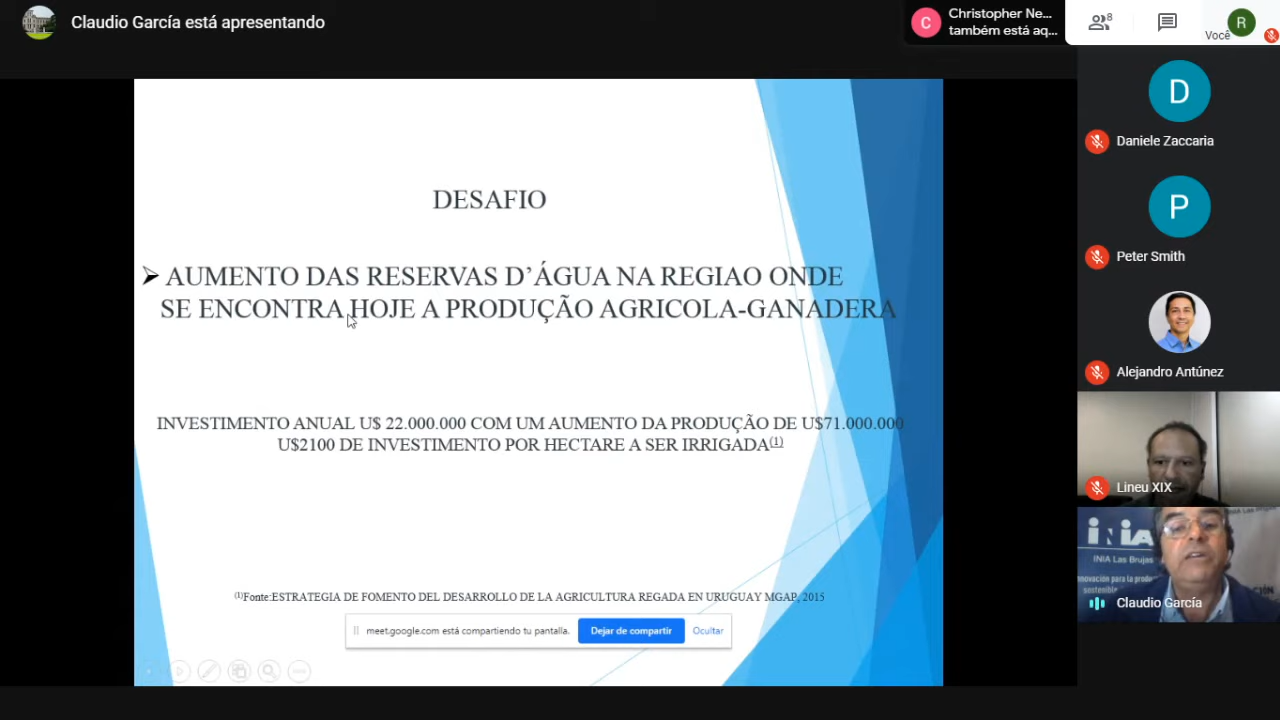 Claudio García está apresentando
C
Christopher Ne...
também está aq...
8
Você
R
DESAFIO
➢ AUMENTO DAS RESERVAS D’ÁGUA NA REGIAO ONDE
SE ENCONTRA HOJE A PRODUÇÃO AGRICOLA-GANADERA
INVESTIMENTO ANUAL U$ 22.000.000 COM UM AUMENTO DA PRODUÇÃO DE U$71.000.000
U$2100 DE INVESTIMENTO POR HECTARE A SER IRRIGADA(1)
(1)Fonte:ESTRATEGIA DE FOMENTO DEL DESARROLLO DE LA AGRICULTURA REGADA EN URUGUAY MGAP, 2015
meet.google.com está compartiendo tu pantalla.
Dejar de compartir
Ocultar
D
Daniele Zaccaria
P
Peter Smith
Alejandro Antúnez
Lineu XIX
INIA
INIA Las Brujas
Las Brujas
Claudio García